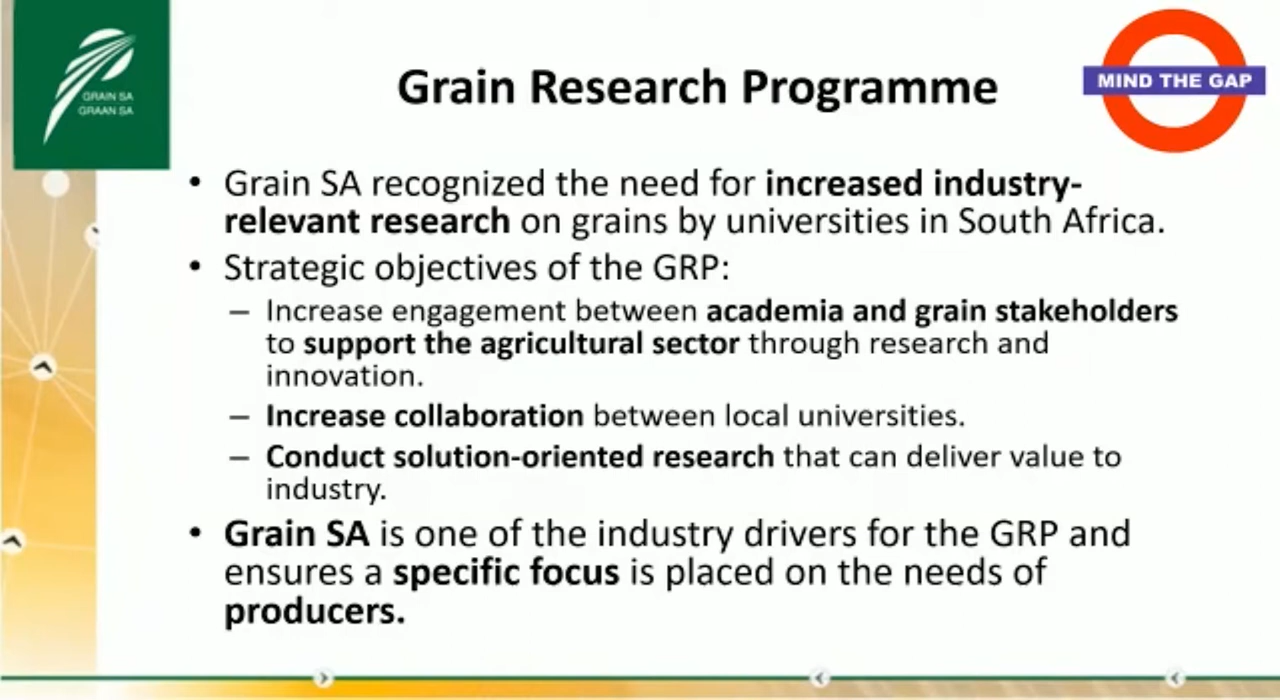 GRAIN SA
GRAAN SA
Grain Research Programme
MIND THE GAP
• Grain SA recognized the need for increased industry-
relevant research on grains by universities in South Africa.
• Strategic objectives of the GRP:
– Increase engagement between academia and grain stakeholders
to support the agricultural sector through research and
innovation.
– Increase collaboration between local universities.
– Conduct solution-oriented research that can deliver value to
industry.
• Grain SA is one of the industry drivers for the GRP and
ensures a specific focus is placed on the needs of
producers.